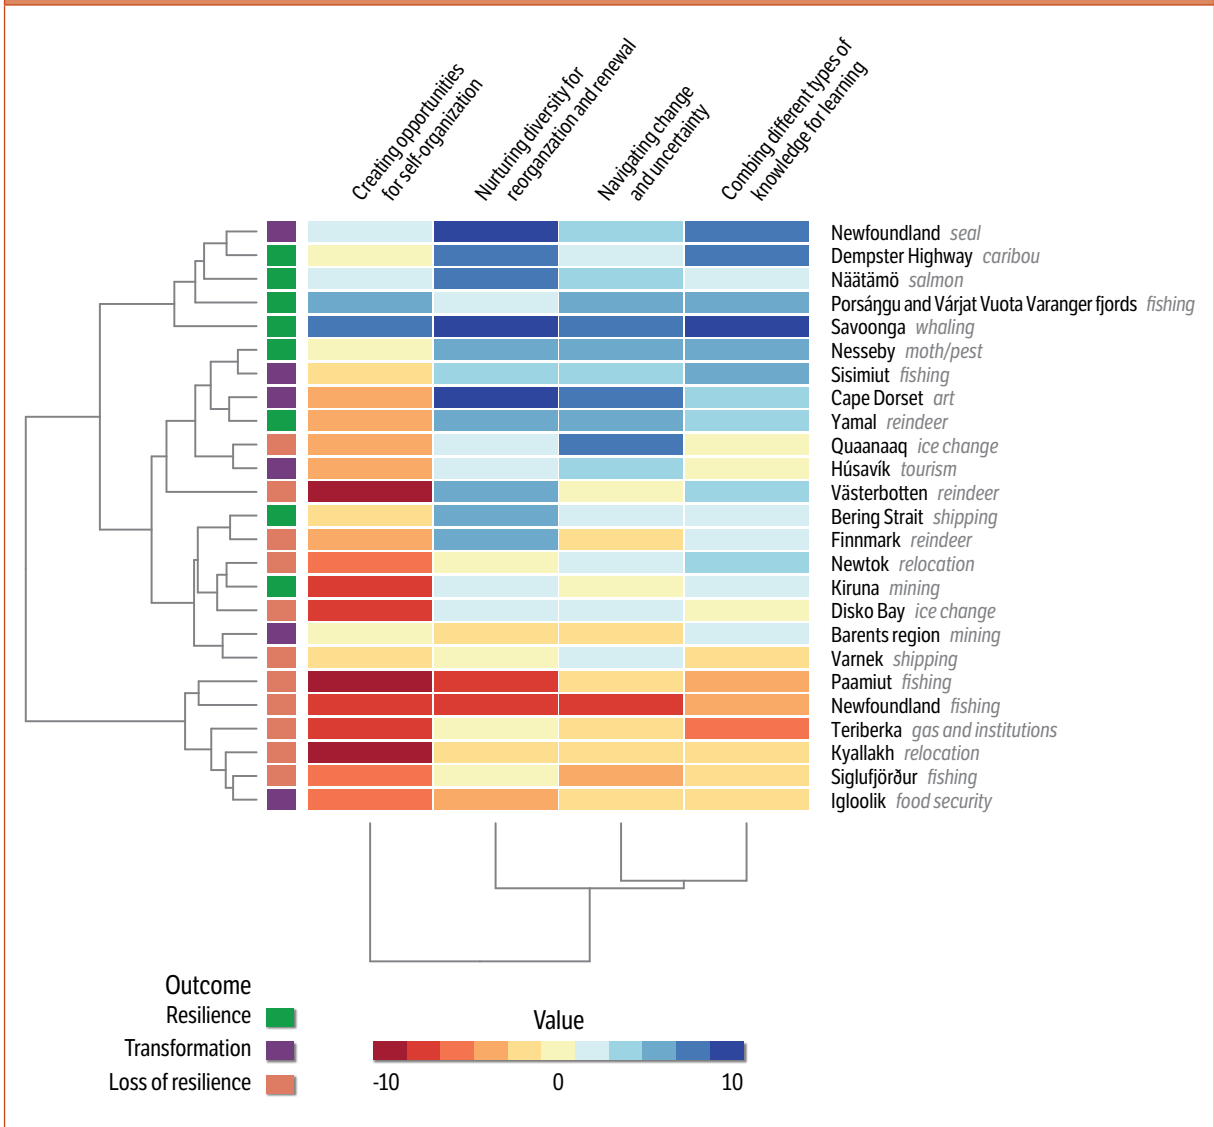 Creating opportunities
for self-organization
Nurturing diversity for
reorganzation and renewal
Navigating change
and uncertainty
Combing different types of
knowledge for learning
Newfoundland seal
Dempster Highway caribou
Näätämö salmon
Porsáŋgu and Várjat Vuota Varanger fjords fishing
Savoonga whaling
Nesseby moth/pest
Sisimiut fishing
Cape Dorset art
Yamal reindeer
Quaanaaq ice change
Húsavík tourism
Västerbotten reindeer
Bering Strait shipping
Finnmark reindeer
Newtok relocation
Kiruna mining
Disko Bay ice change
Barents region mining
Varnek shipping
Paamiut fishing
Newfoundland fishing
Teriberka gas and institutions
Kyallakh relocation
Siglufjörður fishing
Igloolik food security
Outcome
Resilience
Transformation
Loss of resilience
Value
-10 0 10